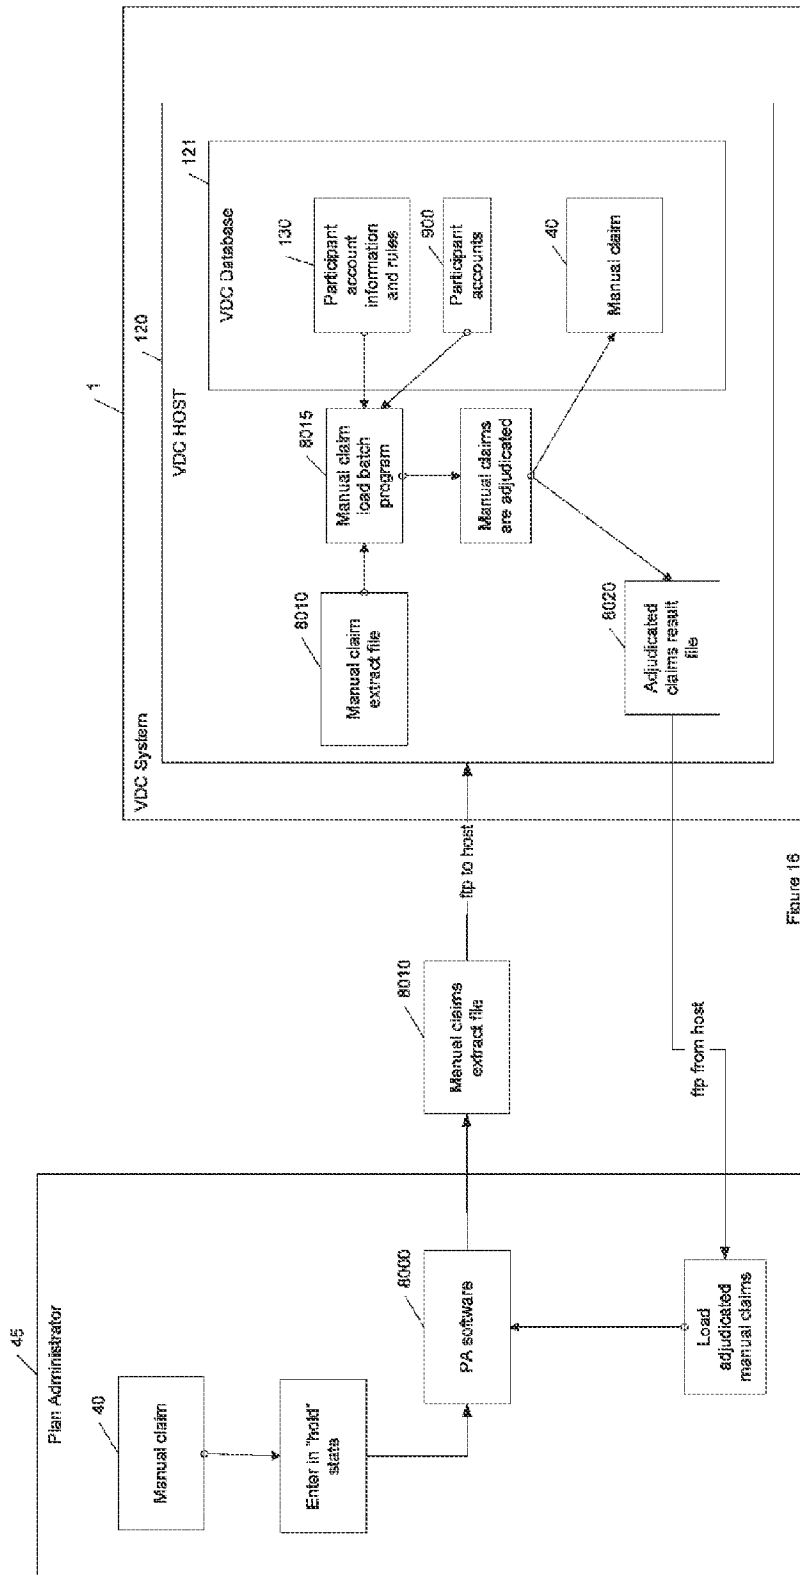 45
Plan Administrator
40
Manual claim
Enter in "hold"
state
8000
PA software
Load
adjudicated
manual claims
8010
Manual claims
extract file
ftp to host
ftp from host
1
VDC System
120
VDC HOST
8010
Manual claim
extract file
8015
Manual claim
load batch
program
Manual claims
are adjudicated
8020
Adjudicated
claims result
file
121
VDC Database
130
Participant
account
information
and rules
900
Participant
accounts
40
Manual claim
Figure 16